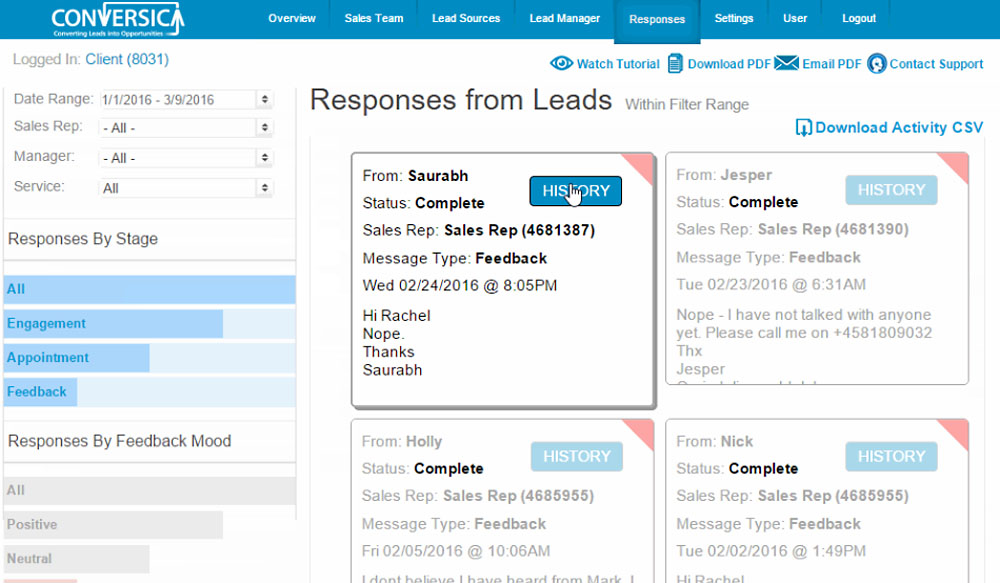 CONVERSICA
Converting Leads into Opportunities
Overview
Sales Team
Lead Sources
Lead Manager
Responses
Settings
User
Logout
Logged In: Client (8031)
Watch Tutorial
Download PDF
Email PDF
Contact Support
Date Range: 1/1/2016 - 3/9/2016
Sales Rep: - All -
Manager: - All -
Service: All
Responses By Stage
All
Engagement
Appointment
Feedback
Responses By Feedback Mood
All
Positive
Neutral
Responses from Leads Within Filter Range
Download Activity CSV
From: Saurabh
HISTORY
Status: Complete
Sales Rep: Sales Rep (4681387)
Message Type: Feedback
Wed 02/24/2016 @ 8:05PM
Hi Rachel
Nope.
Thanks
Saurabh
From: Jesper
HISTORY
Status: Complete
Sales Rep: Sales Rep (4681390)
Message Type: Feedback
Tue 02/23/2016 @ 6:31AM
Nope - I have not talked with anyone
yet. Please call me on +4581809032
Thx
Jesper
From: Holly
HISTORY
Status: Complete
Sales Rep: Sales Rep (4685955)
Message Type: Feedback
Fri 02/05/2016 @ 10:06AM
I dont believe I have heard from Mark. I
From: Nick
HISTORY
Status: Complete
Sales Rep: Sales Rep (4685955)
Message Type: Feedback
Tue 02/02/2016 @ 1:49PM
Hi Rachel